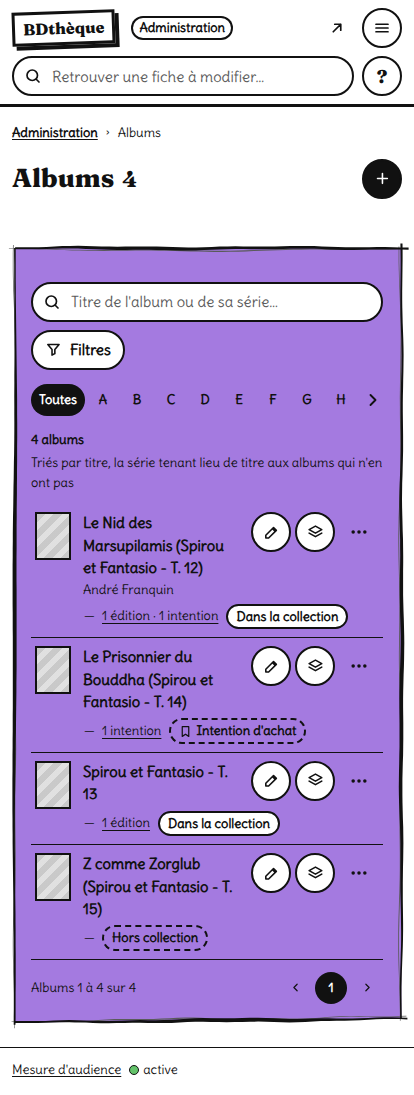 BDthèque
Administration
Retrouver une fiche à modifier...
?
Administration › Albums
Albums 4
+
Titre de l'album ou de sa série...
Filtres
Toutes A B C D E F G H
4 albums
Triés par titre, la série tenant lieu de titre aux albums qui n'en
ont pas
Le Nid des
Marsupilamis (Spirou
et Fantasio - T. 12)
André Franquin
— 1 édition · 1 intention Dans la collection
Le Prisonnier du
Bouddha (Spirou et
Fantasio - T. 14)
— 1 intention Intention d'achat
Spirou et Fantasio - T.
13
— 1 édition Dans la collection
Z comme Zorglub
(Spirou et Fantasio - T.
15)
— Hors collection
Albums 1 à 4 sur 4
‹ 1 ›
Mesure d'audience active